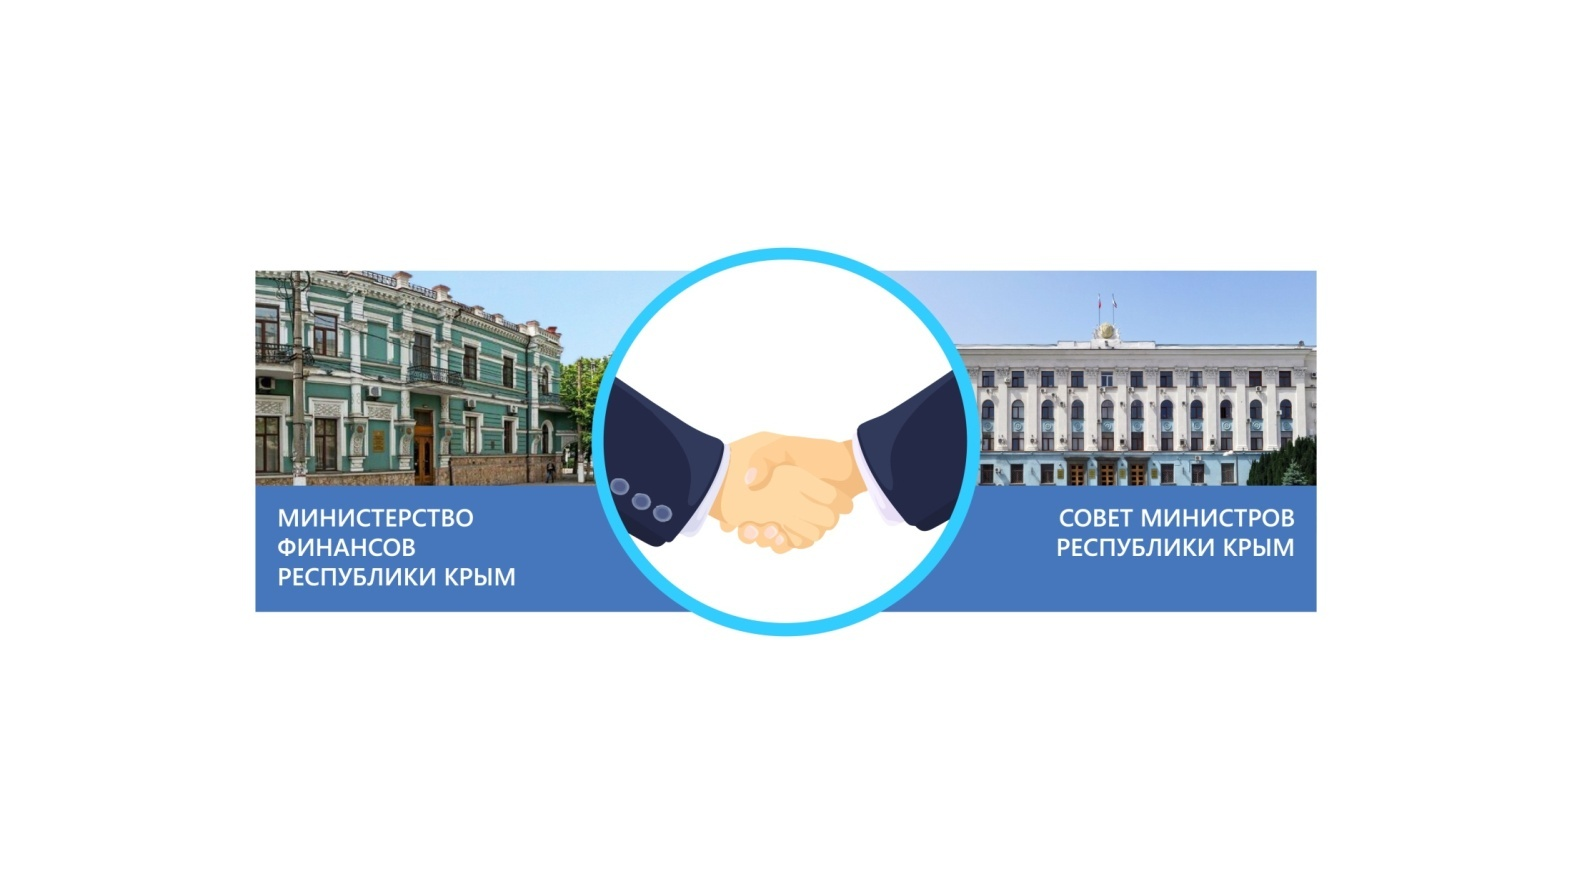 МИНИСТЕРСТВО
ФИНАНСОВ
РЕСПУБЛИКИ КРЫМ
СОВЕТ МИНИСТРОВ
РЕСПУБЛИКИ КРЫМ